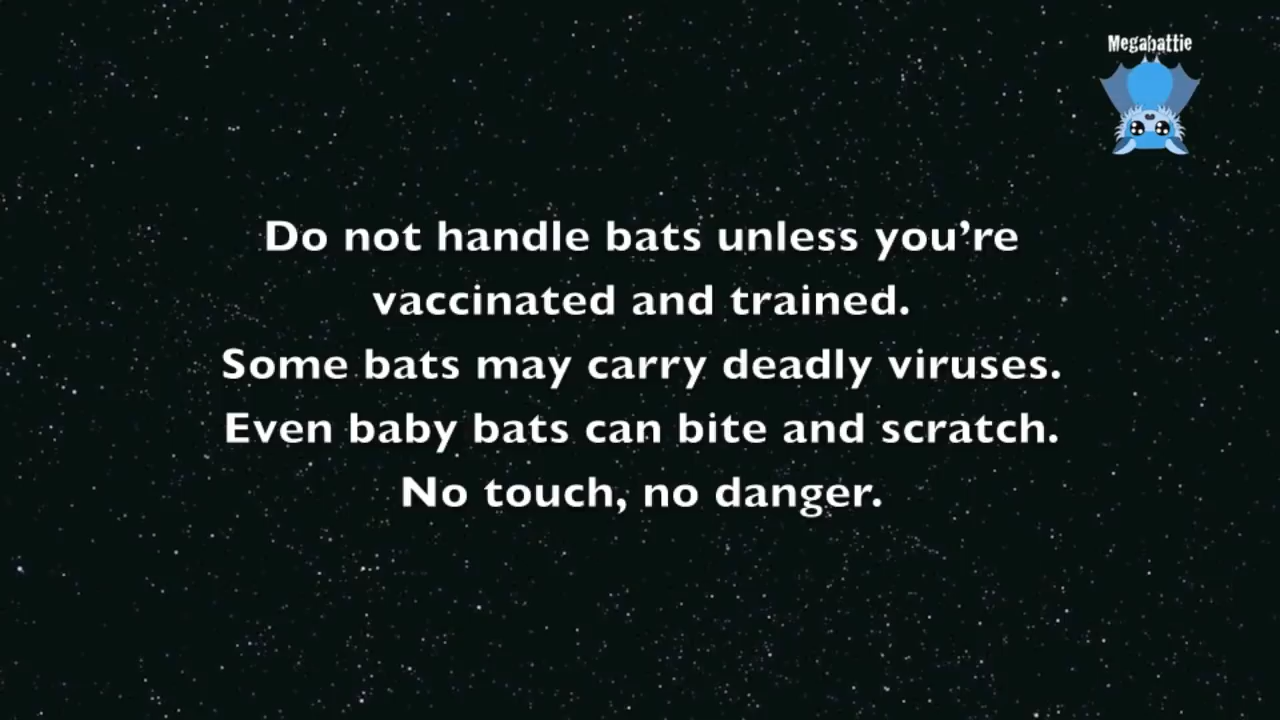 Megabattie
Do not handle bats unless you’re
vaccinated and trained.
Some bats may carry deadly viruses.
Even baby bats can bite and scratch.
No touch, no danger.